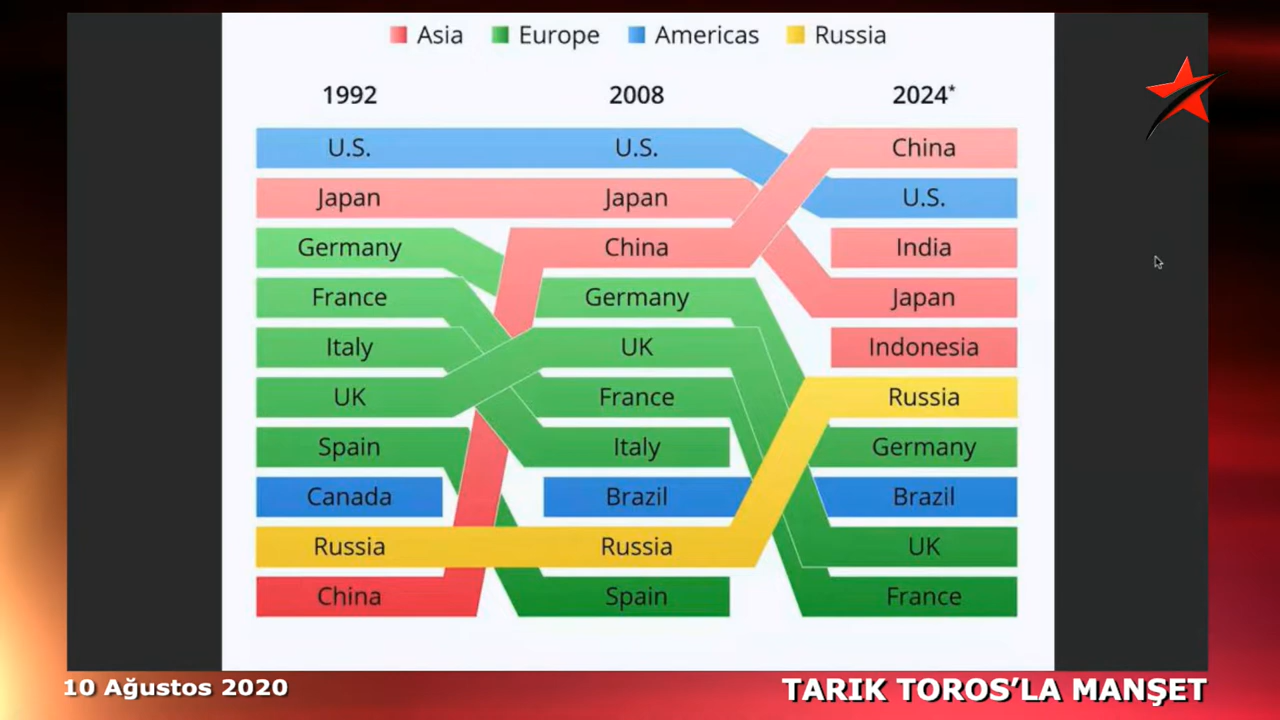 Asia Europe Americas Russia
1992 2008 2024*
U.S. U.S. China
Japan Japan U.S.
Germany China India
France Germany Japan
Italy UK Indonesia
UK France Russia
Spain Italy Germany
Canada Brazil Brazil
Russia Russia UK
China Spain France
10 Ağustos 2020
TARIK TOROS'LA MANŞET